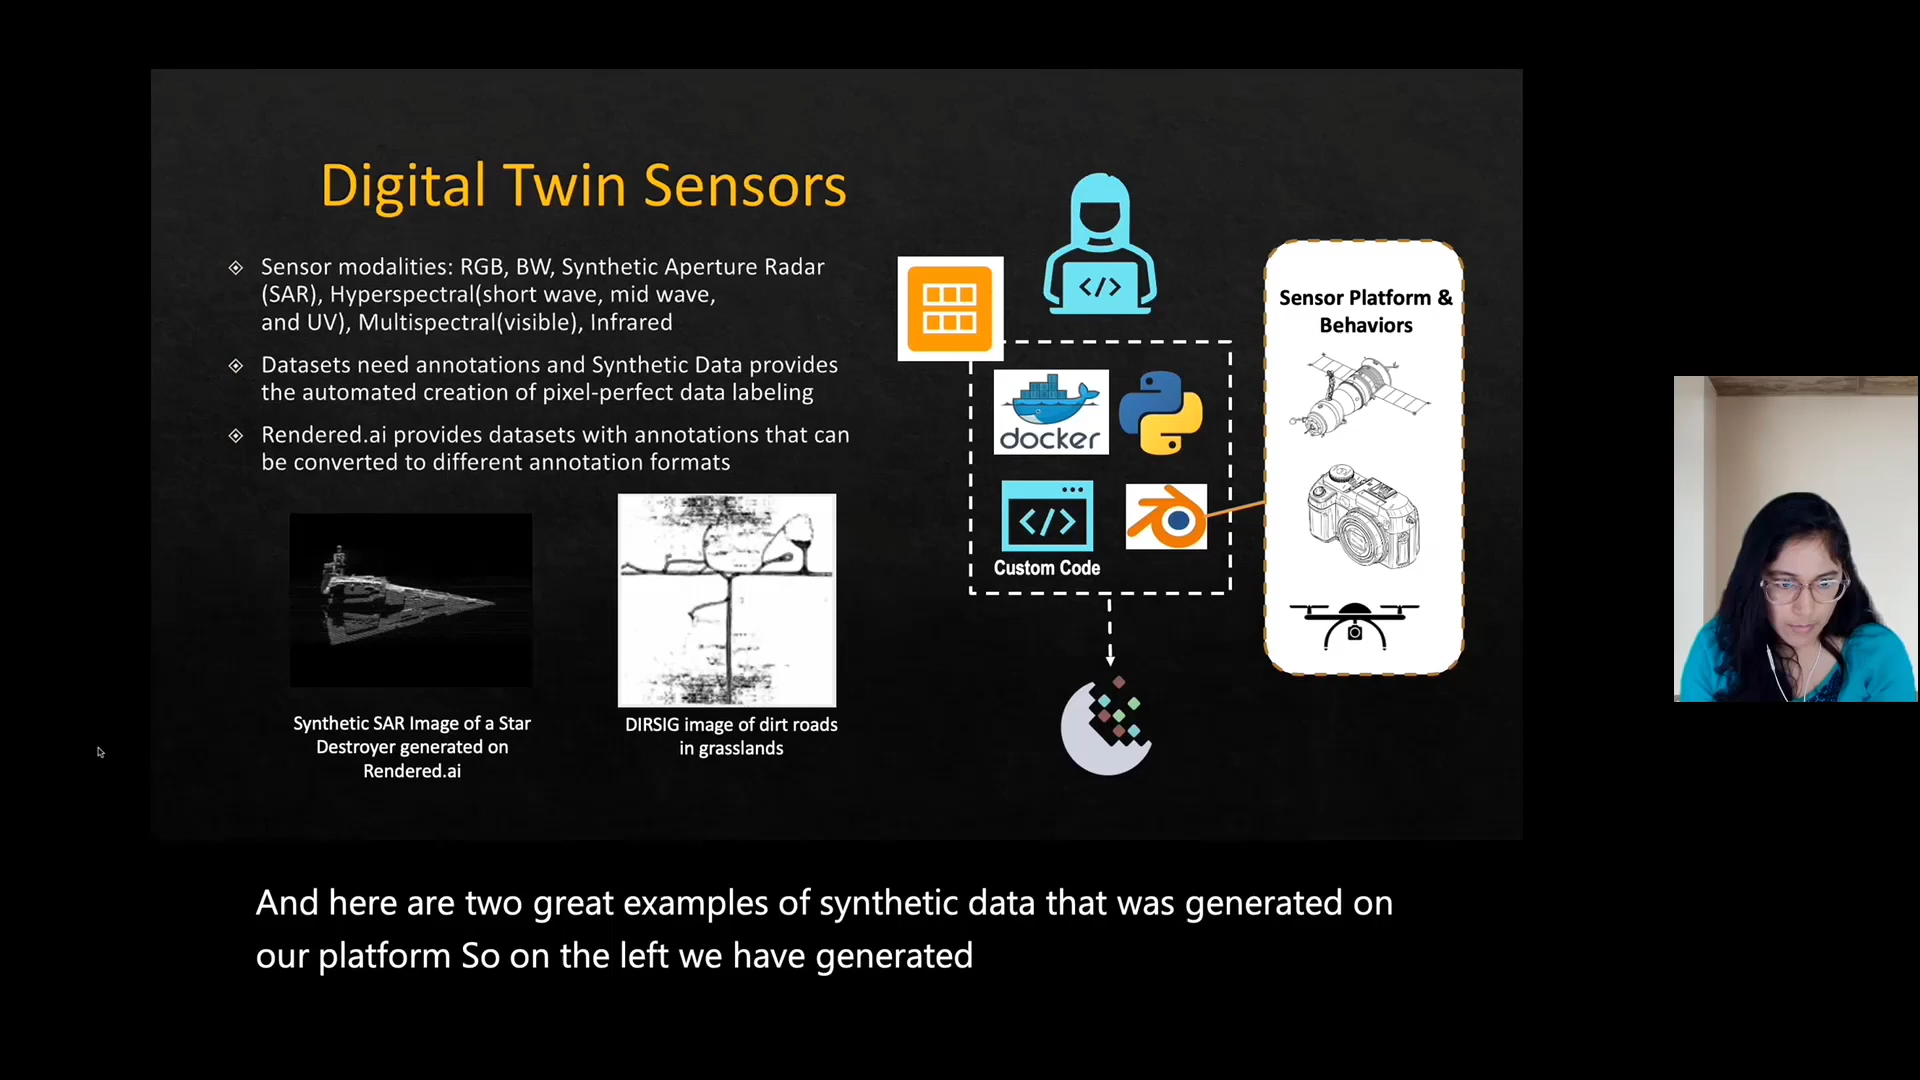 Digital Twin Sensors
Sensor modalities: RGB, BW, Synthetic Aperture Radar
(SAR), Hyperspectral(short wave, mid wave,
and UV), Multispectral(visible), Infrared
Datasets need annotations and Synthetic Data provides
the automated creation of pixel-perfect data labeling
Rendered.ai provides datasets with annotations that can
be converted to different annotation formats
Synthetic SAR Image of a Star
Destroyer generated on
Rendered.ai
DIRSIG image of dirt roads
in grasslands
</>
docker
</>
Custom Code
Sensor Platform &
Behaviors
And here are two great examples of synthetic data that was generated on
our platform So on the left we have generated